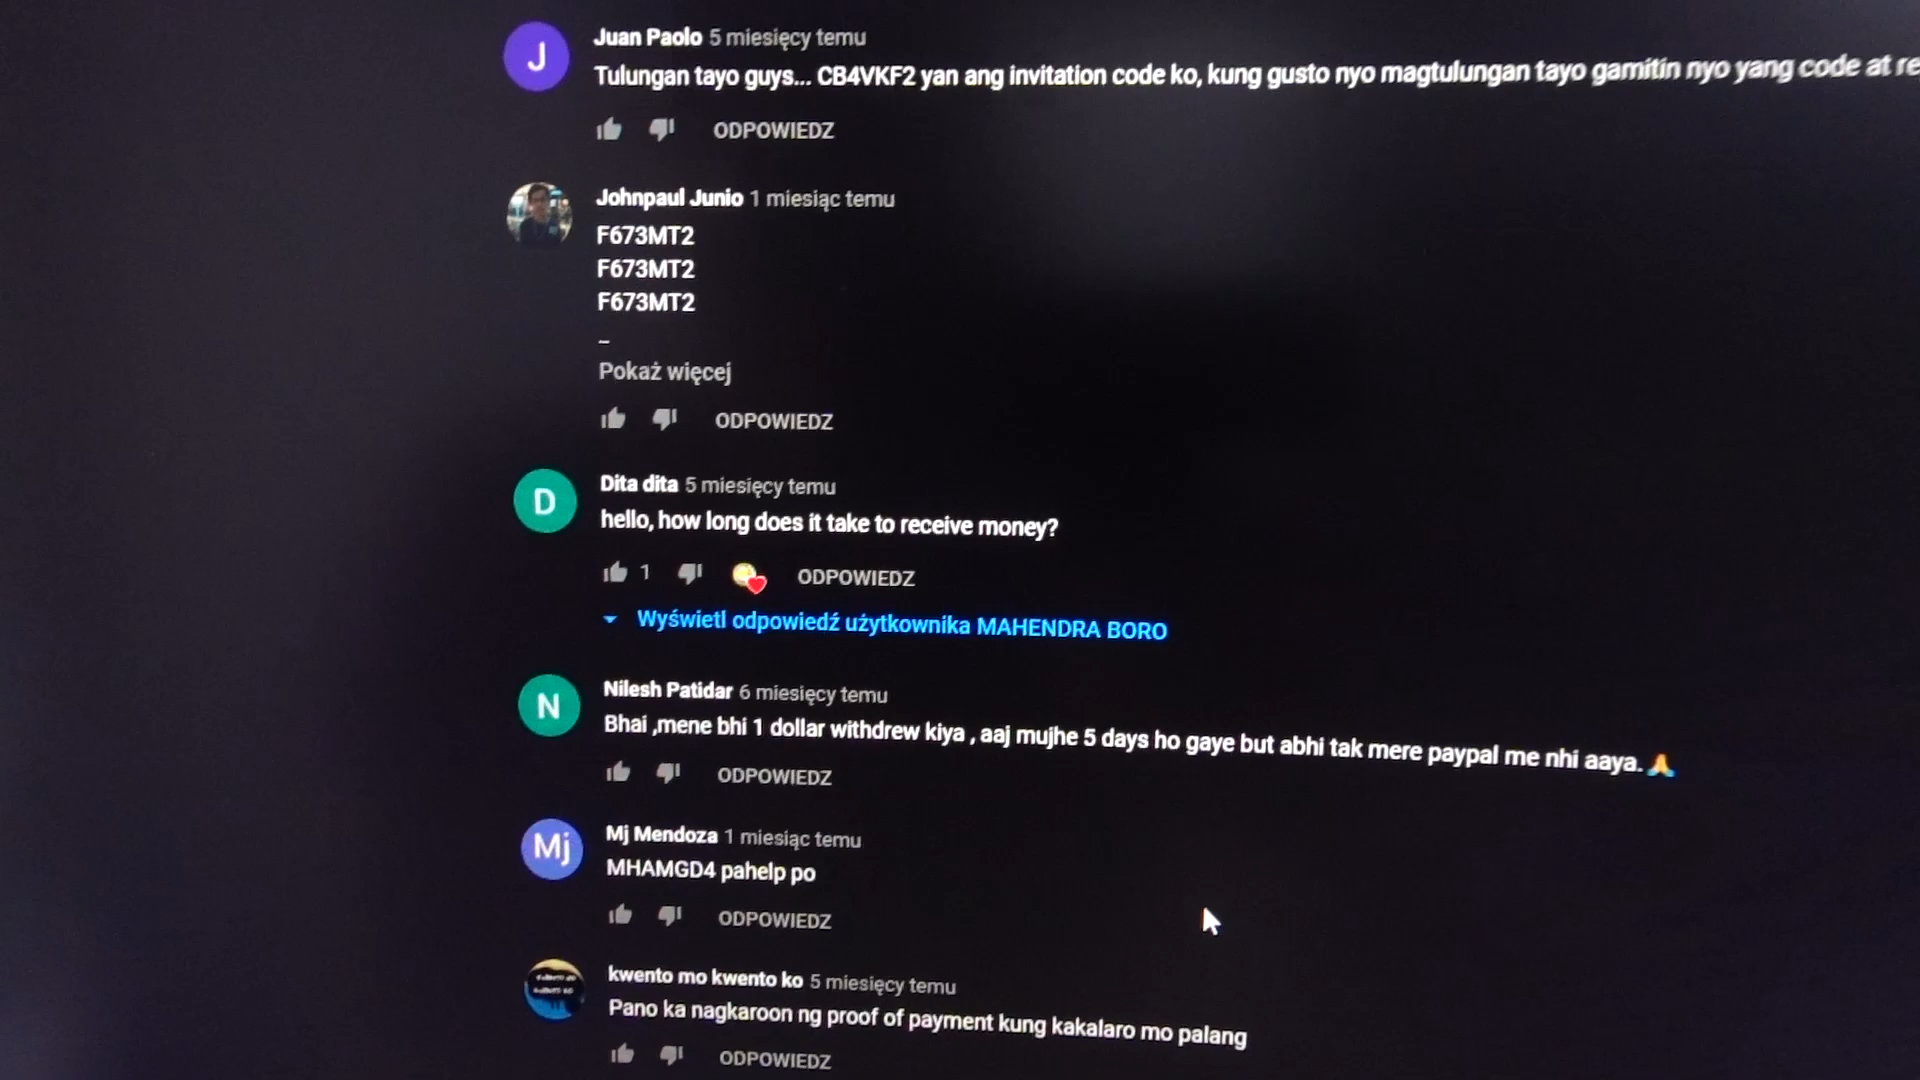 J
Juan Paolo 5 miesięcy temu
Tulungan tayo guys... CB4VKF2 yan ang invitation code ko, kung gusto nyo magtulungan tayo gamitin nyo yang code at re
ODPOWIEDZ
Johnpaul Junio 1 miesiąc temu
F673MT2
F673MT2
F673MT2
_
Pokaż więcej
ODPOWIEDZ
D
Dita dita 5 miesięcy temu
hello, how long does it take to receive money?
1 ODPOWIEDZ
Wyświetl odpowiedź użytkownika MAHENDRA BORO
N
Nilesh Patidar 6 miesięcy temu
Bhai ,mene bhi 1 dollar withdrew kiya , aaj mujhe 5 days ho gaye but abhi tak mere paypal me nhi aaya. 🙏
ODPOWIEDZ
Mj
Mj Mendoza 1 miesiąc temu
MHAMGD4 pahelp po
ODPOWIEDZ
kwento mo kwento ko 5 miesięcy temu
Pano ka nagkaroon ng proof of payment kung kakalaro mo palang
ODPOWIEDZ